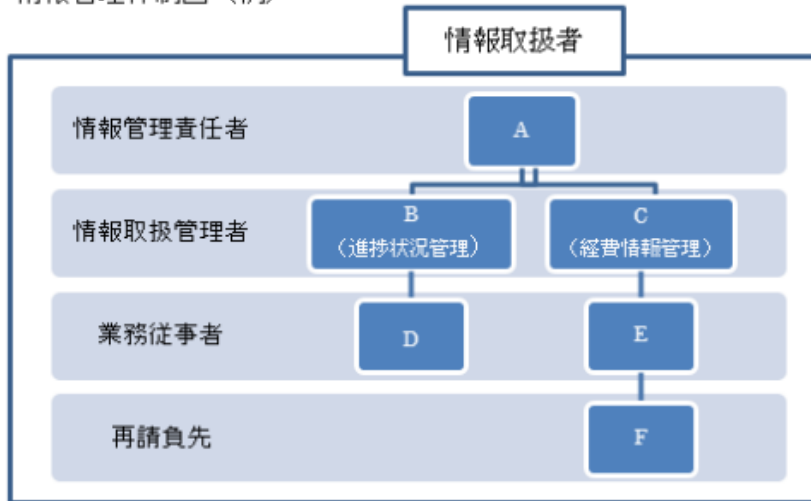 情報取扱者
情報管理責任者
A
情報取扱管理者
B
（進捗状況管理）
C
（経費情報管理）
業務従事者
D
E
再請負先
F